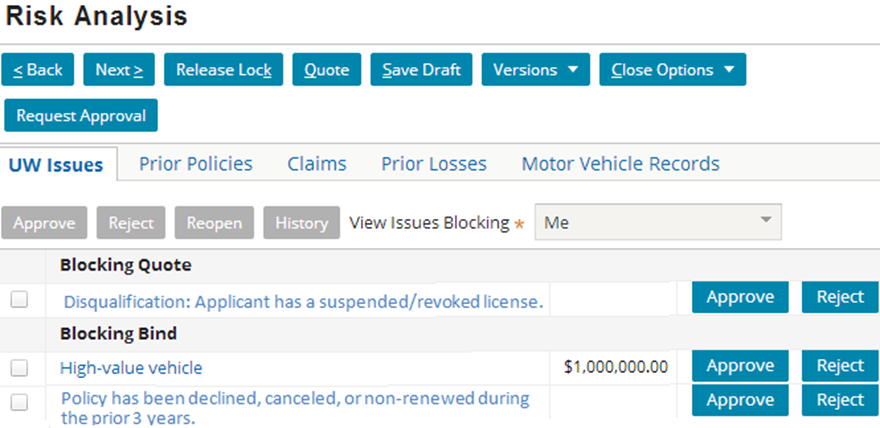 Risk Analysis
< Back Next > Release Lock Quote Save Draft Versions Close Options
Request Approval
UW Issues Prior Policies Claims Prior Losses Motor Vehicle Records
Approve Reject Reopen History View Issues Blocking * Me
Blocking Quote
Disqualification: Applicant has a suspended/revoked license. Approve Reject
Blocking Bind
High-value vehicle $1,000,000.00 Approve Reject
Policy has been declined, canceled, or non-renewed during Approve Reject
the prior 3 years.